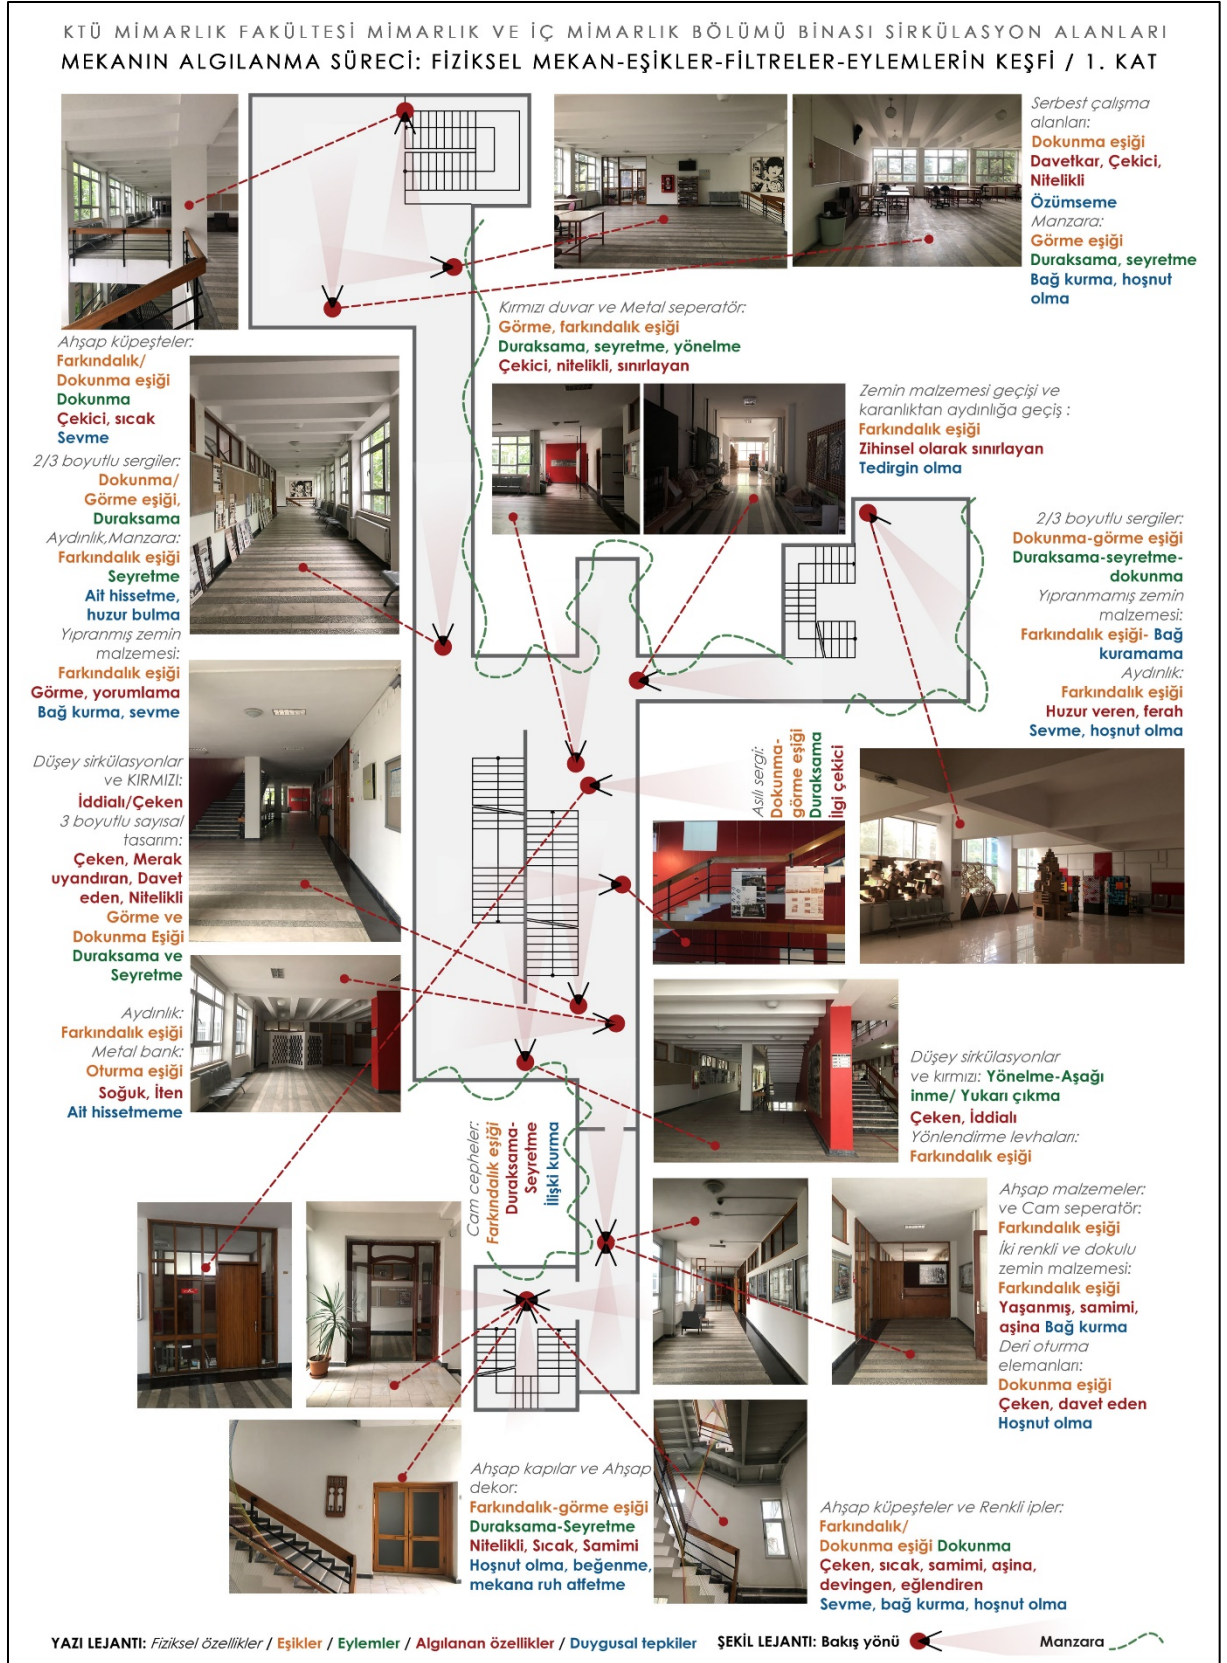 KTÜ MİMARLIK FAKÜLTESİ MİMARLIK VE İÇ MİMARLIK BÖLÜMÜ BİNASI SİRKÜLASYON ALANLARI
MEKANIN ALGILANMA SÜRECİ: FİZİKSEL MEKAN-EŞİKLER-FİLTRELER-EYLEMLERİN KEŞFİ / 1. KAT
Serbest çalışma
alanları:
Dokunma eşiği
Davetkar, Çekici,
Nitelikli
Özümseme
Manzara:
Görme eşiği
Duraksama, seyretme
Bağ kurma, hoşnut
olma
Kırmızı duvar ve Metal seperatör:
Görme, farkındalık eşiği
Duraksama, seyretme, yönelme
Çekici, nitelikli, sınırlayan
Ahşap küpeşteler:
Farkındalık/
Dokunma eşiği
Dokunma
Çekici, sıcak
Sevme
2/3 boyutlu sergiler:
Dokunma/
Görme eşiği,
Duraksama
Aydınlık,Manzara:
Farkındalık eşiği
Seyretme
Ait hissetme,
huzur bulma
Yıpranmış zemin
malzemesi:
Farkındalık eşiği
Görme, yorumlama
Bağ kurma, sevme
Zemin malzemesi geçişi ve
karanlıktan aydınlığa geçiş :
Farkındalık eşiği
Zihinsel olarak sınırlayan
Tedirgin olma
2/3 boyutlu sergiler:
Dokunma-görme eşiği
Duraksama-seyretme-
dokunma
Yıpranmamış zemin
malzemesi:
Farkındalık eşiği- Bağ
kuramama
Aydınlık:
Farkındalık eşiği
Huzur veren, ferah
Sevme, hoşnut olma
Düşey sirkülasyonlar
ve KIRMIZI:
İddialı/Çeken
3 boyutlu sayısal
tasarım:
Çeken, Merak
uyandıran, Davet
eden, Nitelikli
Görme ve
Dokunma Eşiği
Duraksama ve
Seyretme
Asılı sergi:
Dokunma-
görme eşiği
Duraksama
İlgi çekici
Aydınlık:
Farkındalık eşiği
Metal bank:
Oturma eşiği
Soğuk, İten
Ait hissetmeme
Düşey sirkülasyonlar
ve kırmızı: Yönelme-Aşağı
inme/ Yukarı çıkma
Çeken, İddialı
Yönlendirme levhaları:
Farkındalık eşiği
Cam cepheler:
Farkındalık eşiği
Duraksama-
Seyretme
İlişki kurma
Ahşap malzemeler
ve Cam seperatör:
Farkındalık eşiği
İki renkli ve dokulu
zemin malzemesi:
Farkındalık eşiği
Yaşanmış, samimi,
aşina Bağ kurma
Deri oturma
elemanları:
Dokunma eşiği
Çeken, davet eden
Hoşnut olma
Ahşap kapılar ve Ahşap
dekor:
Farkındalık-görme eşiği
Duraksama-Seyretme
Nitelikli, Sıcak, Samimi
Hoşnut olma, beğenme,
mekana ruh atfetme
Ahşap küpeşteler ve Renkli ipler:
Farkındalık/
Dokunma eşiği Dokunma
Çeken, sıcak, samimi, aşina,
devingen, eğlendiren
Sevme, bağ kurma, hoşnut olma
YAZI LEJANTI: Fiziksel özellikler / Eşikler / Eylemler / Algılanan özellikler / Duygusal tepkiler ŞEKİL LEJANTI: Bakış yönü Manzara